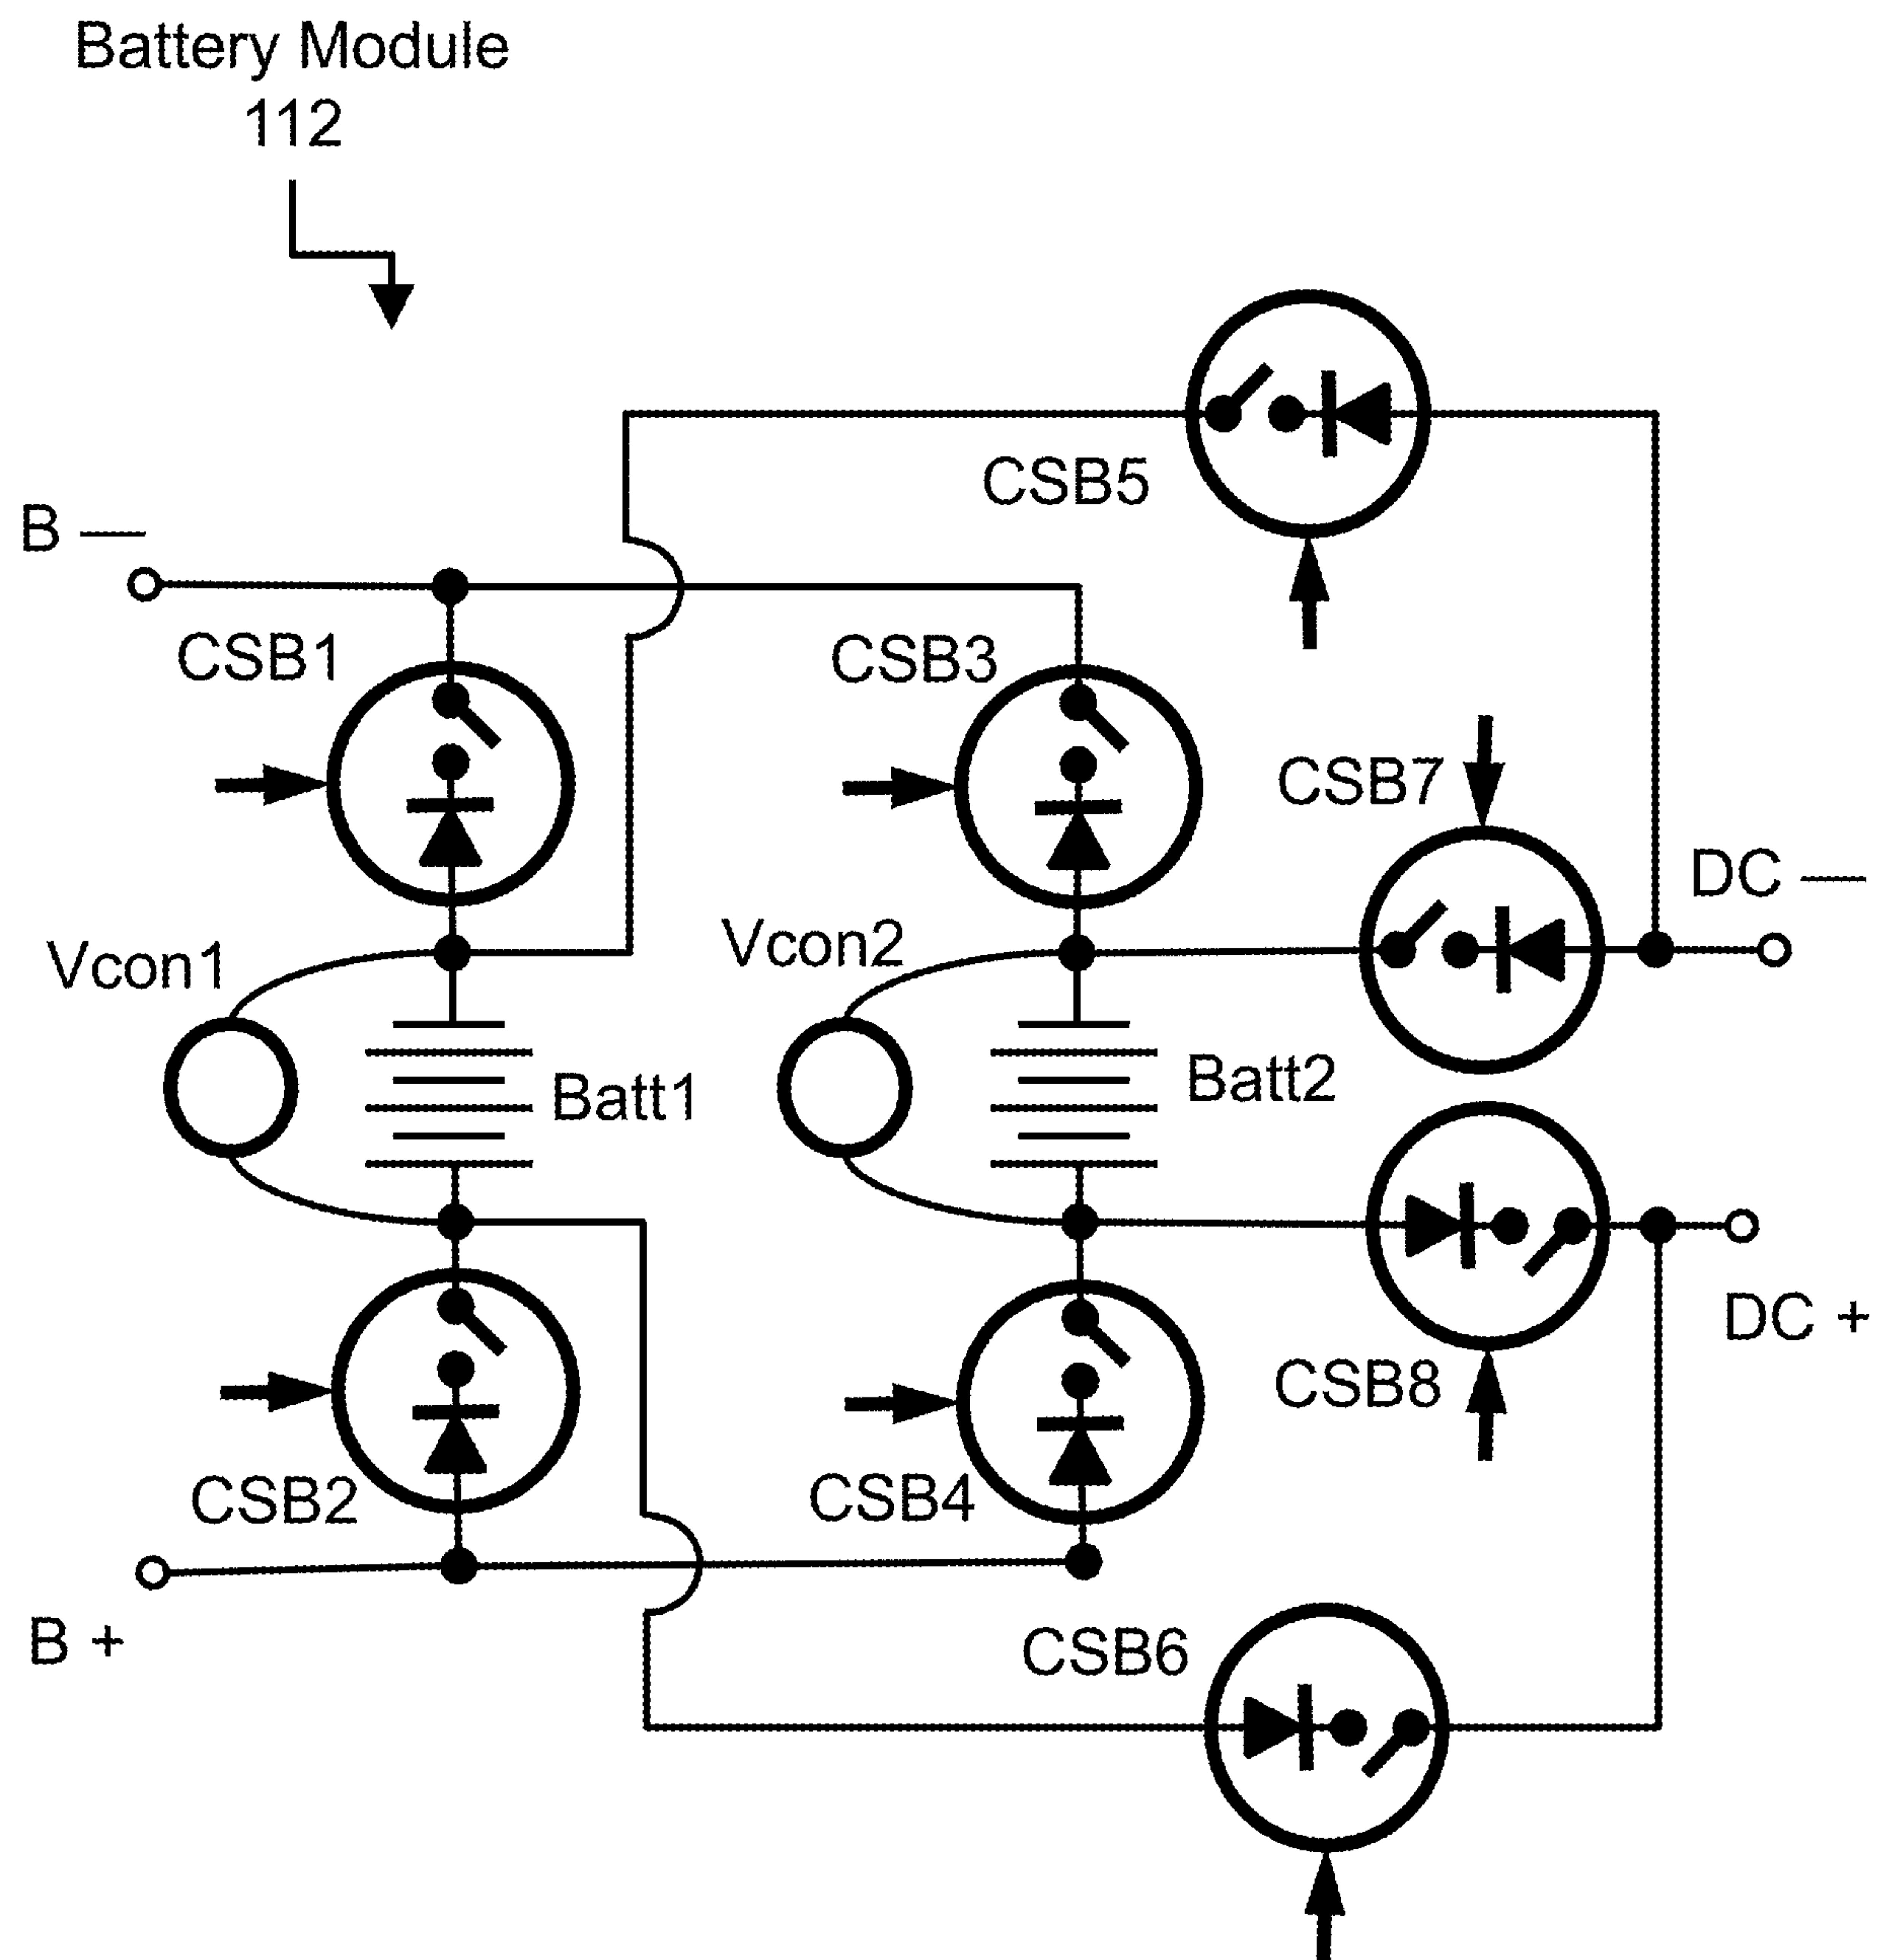 Battery Module
112
CSB5
B —
CSB1
CSB3
CSB7
DC —
Vcon1
Vcon2
Batt1
Batt2
DC +
CSB8
CSB2
CSB4
B +
CSB6